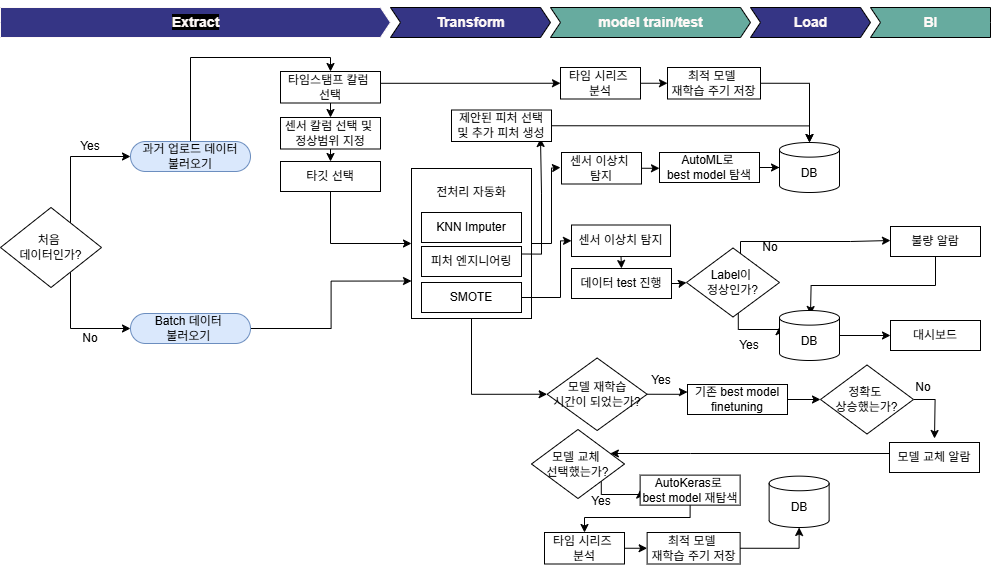 Extract
Transform
model train/test
Load
BI
타임스탬프 칼럼
선택
타임 시리즈
분석
최적 모델
재학습 주기 저장
센서 칼럼 선택 및
정상범위 지정
제안된 피처 선택
및 추가 피처 생성
Yes
과거 업로드 데이터
불러오기
타깃 선택
센서 이상치
탐지
AutoML로
best model 탐색
DB
전처리 자동화
KNN Imputer
피처 엔지니어링
SMOTE
처음
데이터인가?
센서 이상치 탐지
데이터 test 진행
Label이
정상인가?
No
불량 알람
No
Batch 데이터
불러오기
Yes
DB
대시보드
모델 재학습
시간이 되었는가?
Yes
기존 best model
finetuning
정확도
상승했는가?
No
모델 교체 알람
모델 교체
선택했는가?
Yes
AutoKeras로
best model 재탐색
DB
타임 시리즈
분석
최적 모델
재학습 주기 저장